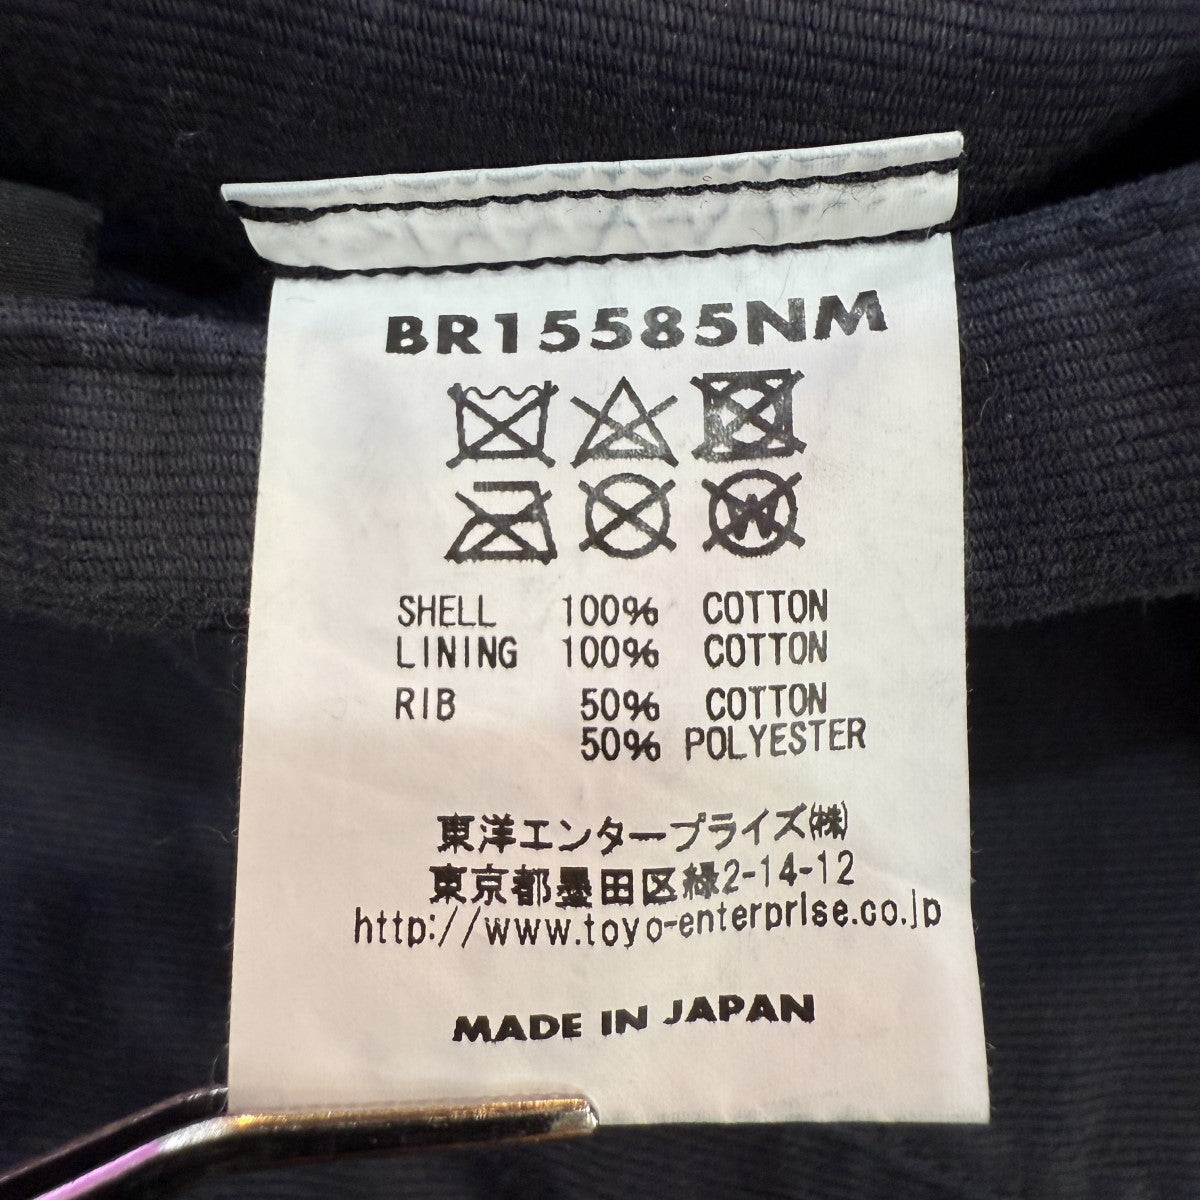 BR15585NM
W
SHELL 100% COTTON
LINING 100% COTTON
RIB 50% COTTON
50% POLYESTER
東洋エンタープライズ㈱
東京都墨田区緑2-14-12
http://www.toyo-enterprise.co.jp
MADE IN JAPAN